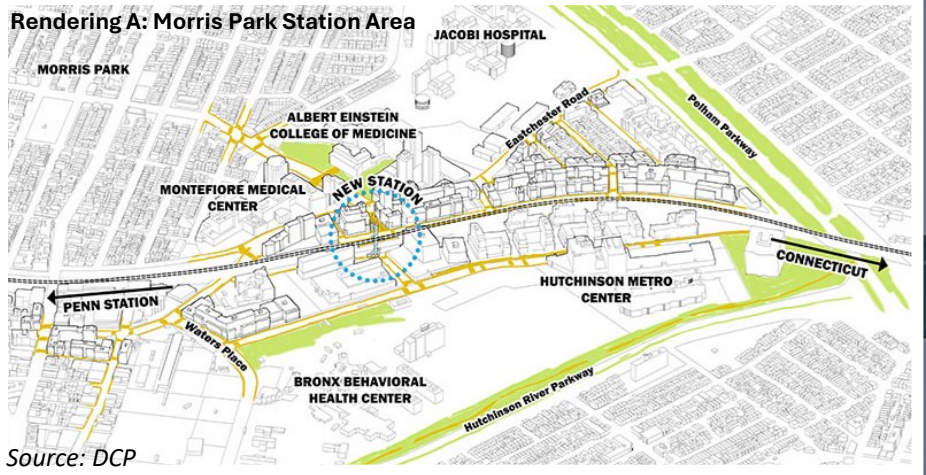 Rendering A: Morris Park Station Area
JACOBI HOSPITAL
MORRIS PARK
Pelham Parkway
Eastchester Road
ALBERT EINSTEIN
COLLEGE OF MEDICINE
MONTEFIORE MEDICAL
CENTER
NEW STATION
CONNECTICUT
PENN STATION
HUTCHINSON METRO
CENTER
Waters Place
BRONX BEHAVIORAL
HEALTH CENTER
Hutchinson River Parkway
Source: DCP